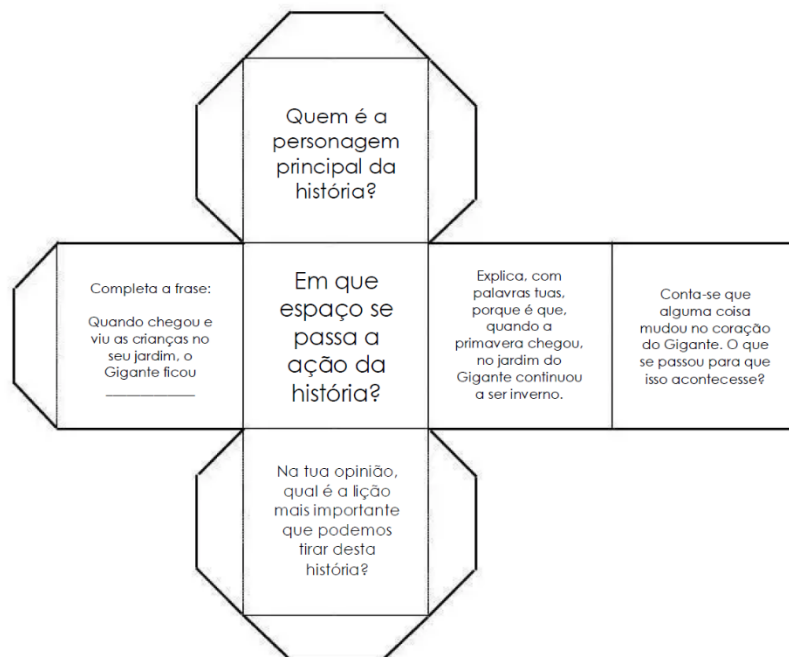 Quem é a
personagem
principal da
história?
Completa a frase:
Quando chegou e
viu as crianças no
seu jardim, o
Gigante ficou
____________
Em que
espaço se
passa a
ação da
história?
Explica, com
palavras tuas,
porque é que,
quando a
primavera chegou,
no jardim do
Gigante continuou
a ser inverno.
Conta-se que
alguma coisa
mudou no coração
do Gigante. O que
se passou para que
isso acontecesse?
Na tua opinião,
qual é a lição
mais importante
que podemos
tirar desta
história?